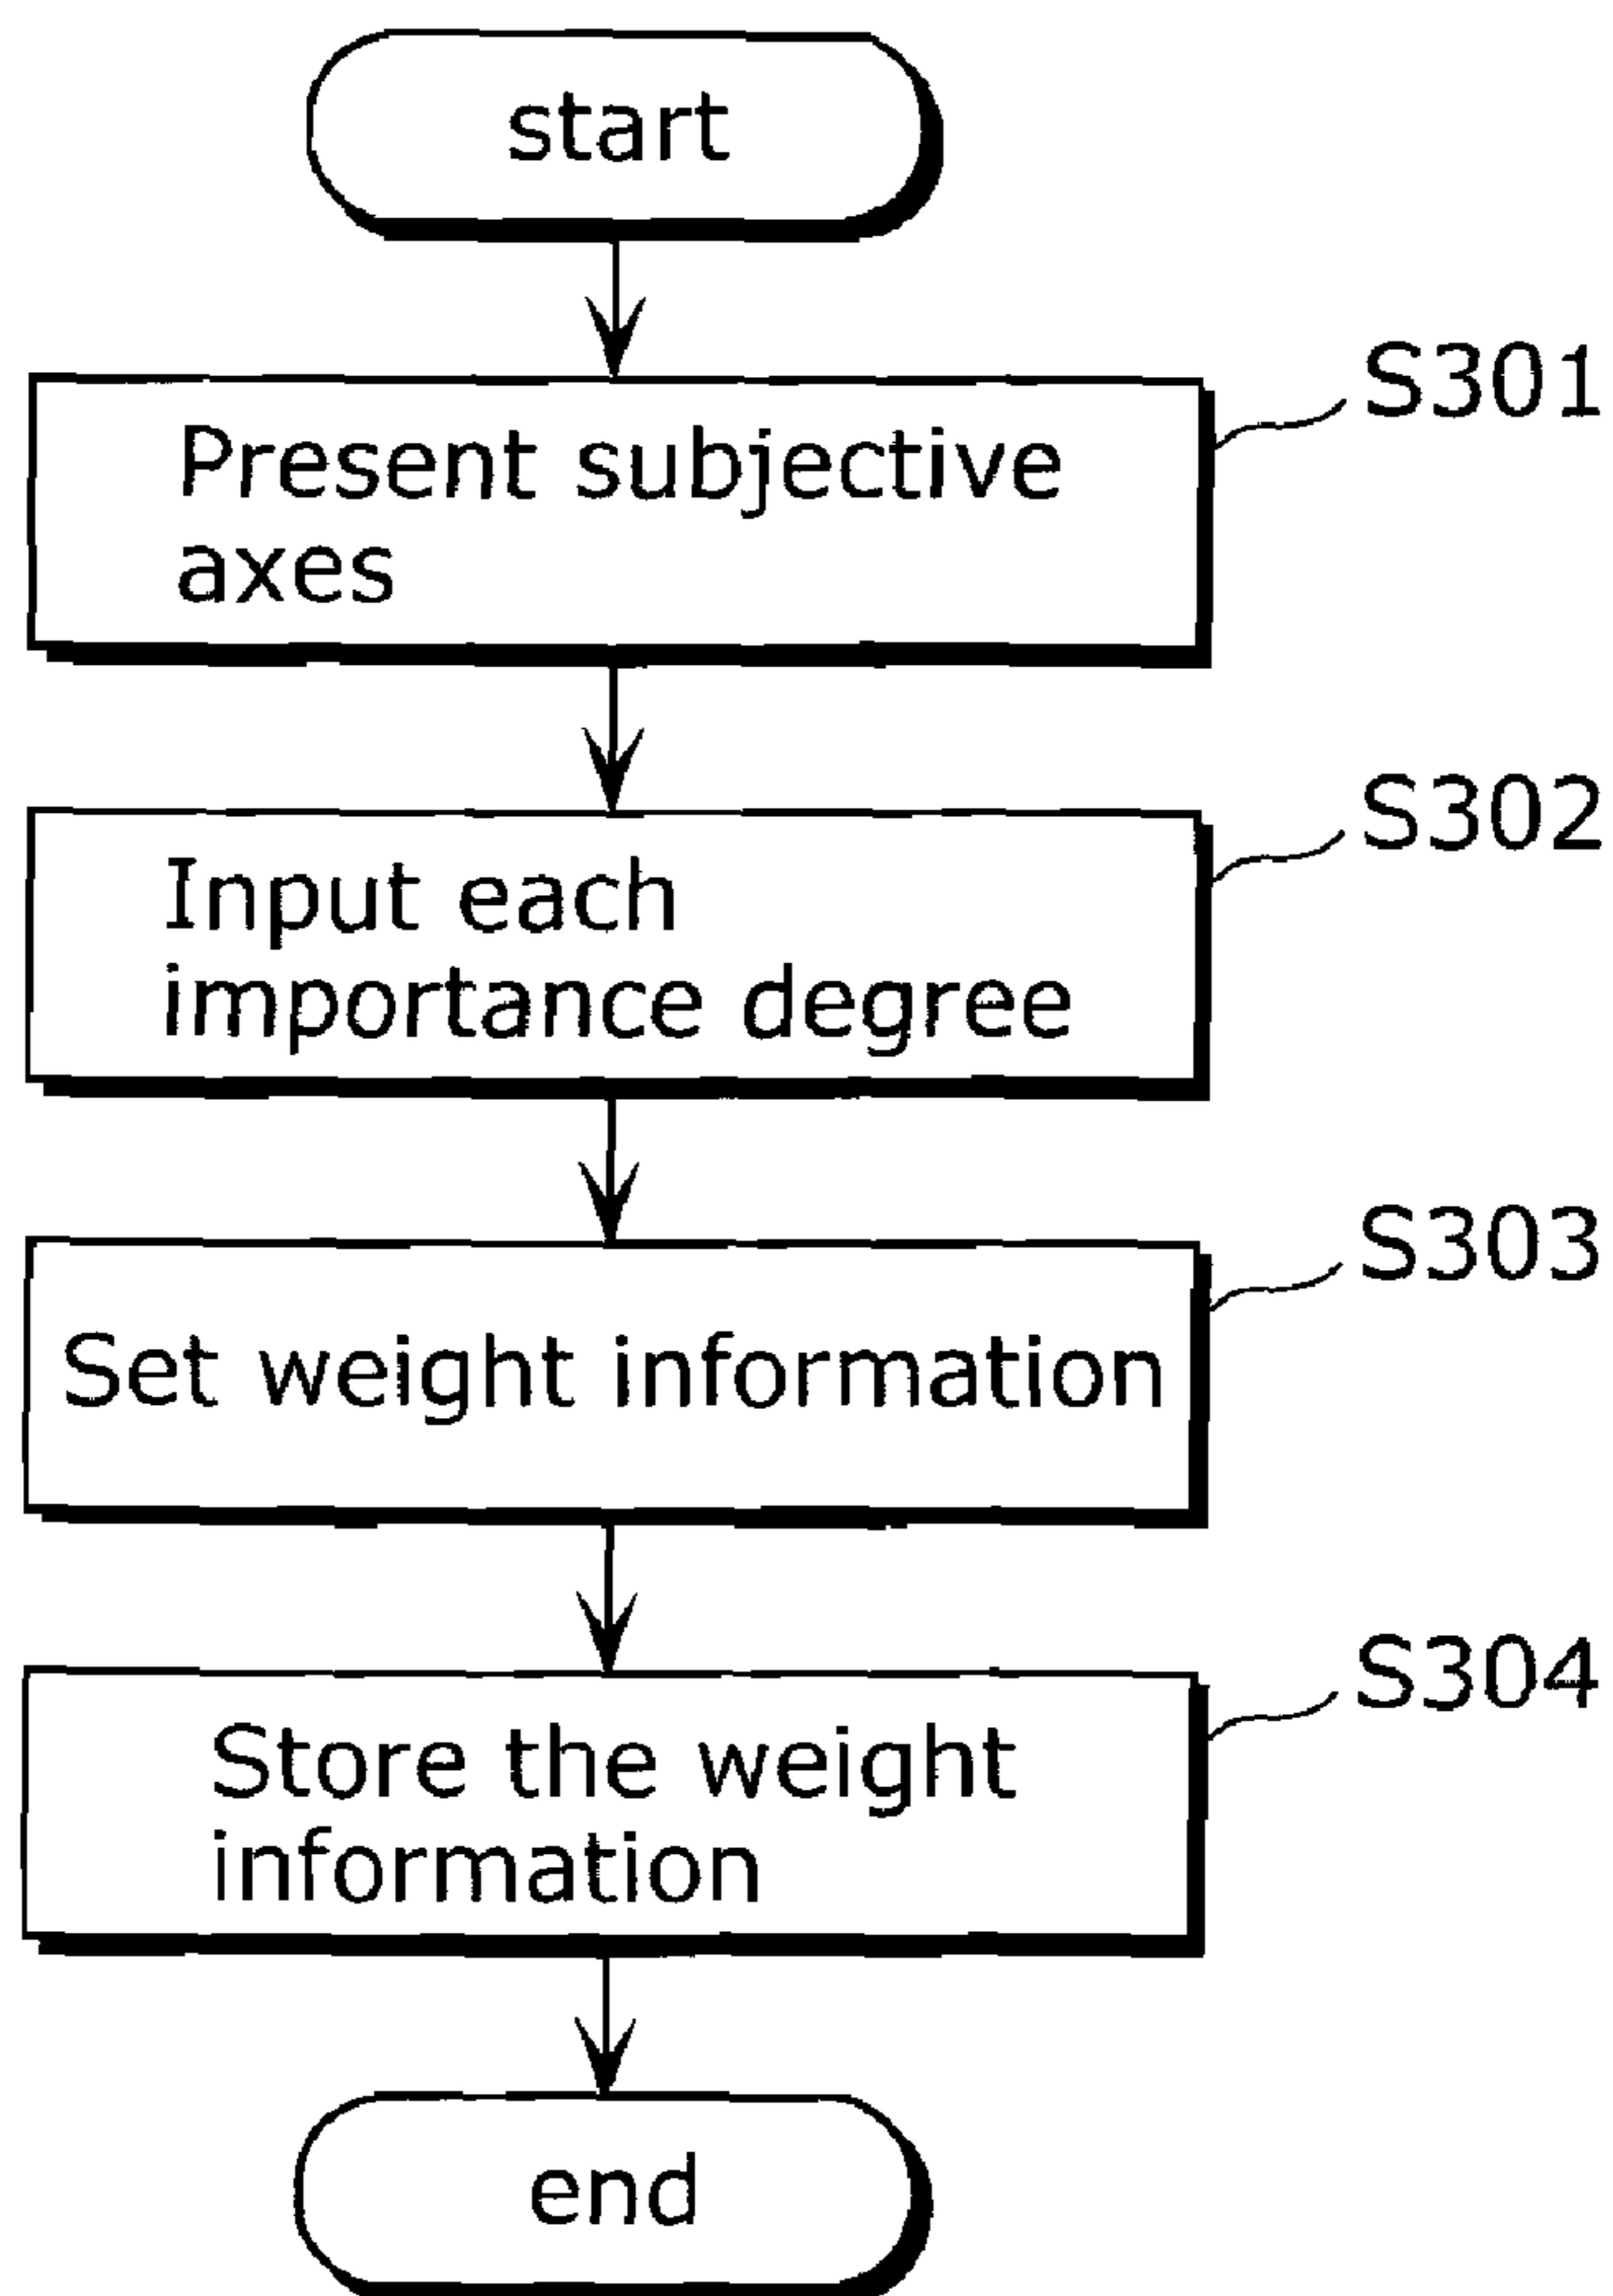 start
S301
Present subjective
axes
S302
Input each
importance degree
S303
Set weight information
S304
Store the weight
information
end